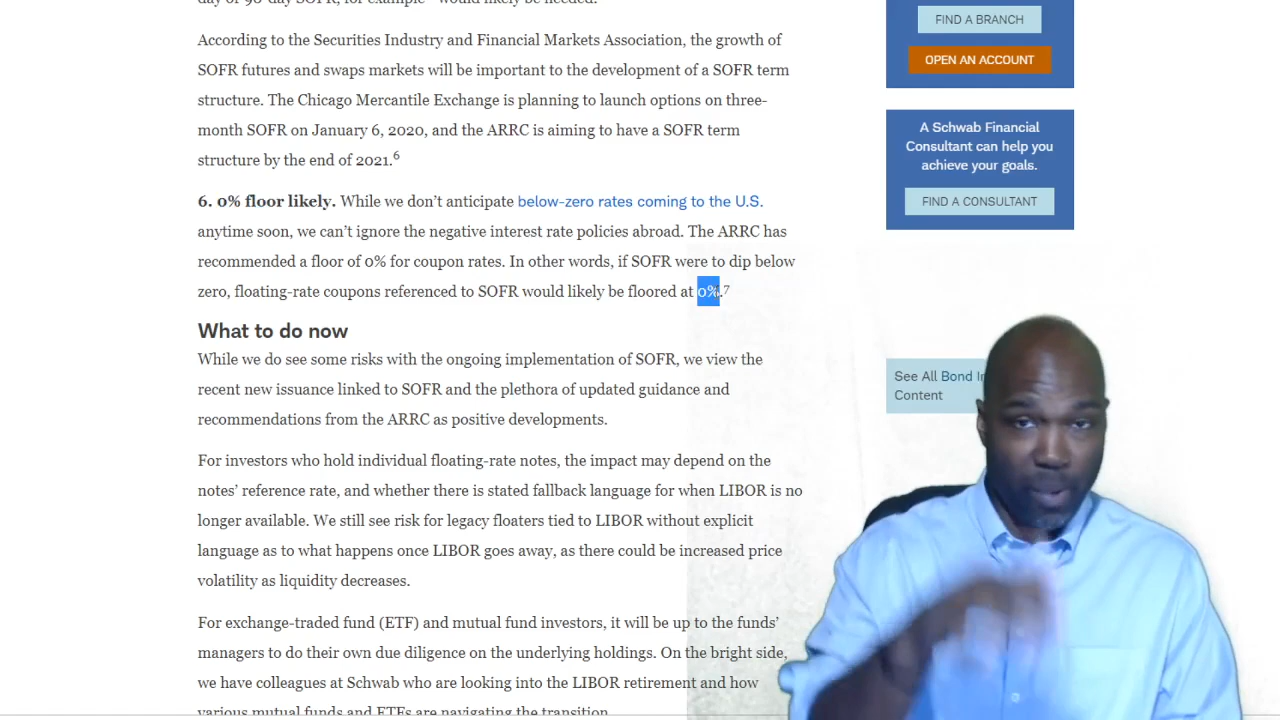 day or 90-day SOFR, for example would likely be needed.
According to the Securities Industry and Financial Markets Association, the growth of
SOFR futures and swaps markets will be important to the development of a SOFR term
structure. The Chicago Mercantile Exchange is planning to launch options on three-
month SOFR on January 6, 2020, and the ARRC is aiming to have a SOFR term
structure by the end of 2021.6
6. 0% floor likely. While we don’t anticipate below-zero rates coming to the U.S.
anytime soon, we can’t ignore the negative interest rate policies abroad. The ARRC has
recommended a floor of 0% for coupon rates. In other words, if SOFR were to dip below
zero, floating-rate coupons referenced to SOFR would likely be floored at 0%.7
What to do now
While we do see some risks with the ongoing implementation of SOFR, we view the
recent new issuance linked to SOFR and the plethora of updated guidance and
recommendations from the ARRC as positive developments.
For investors who hold individual floating-rate notes, the impact may depend on the
notes’ reference rate, and whether there is stated fallback language for when LIBOR is no
longer available. We still see risk for legacy floaters tied to LIBOR without explicit
language as to what happens once LIBOR goes away, as there could be increased price
volatility as liquidity decreases.
For exchange-traded fund (ETF) and mutual fund investors, it will be up to the funds’
managers to do their own due diligence on the underlying holdings. On the bright side,
we have colleagues at Schwab who are looking into the LIBOR retirement and how
various mutual funds and ETFs are navigating the transition.
FIND A BRANCH
OPEN AN ACCOUNT
A Schwab Financial
Consultant can help you
achieve your goals.
FIND A CONSULTANT
See All Bond
Content